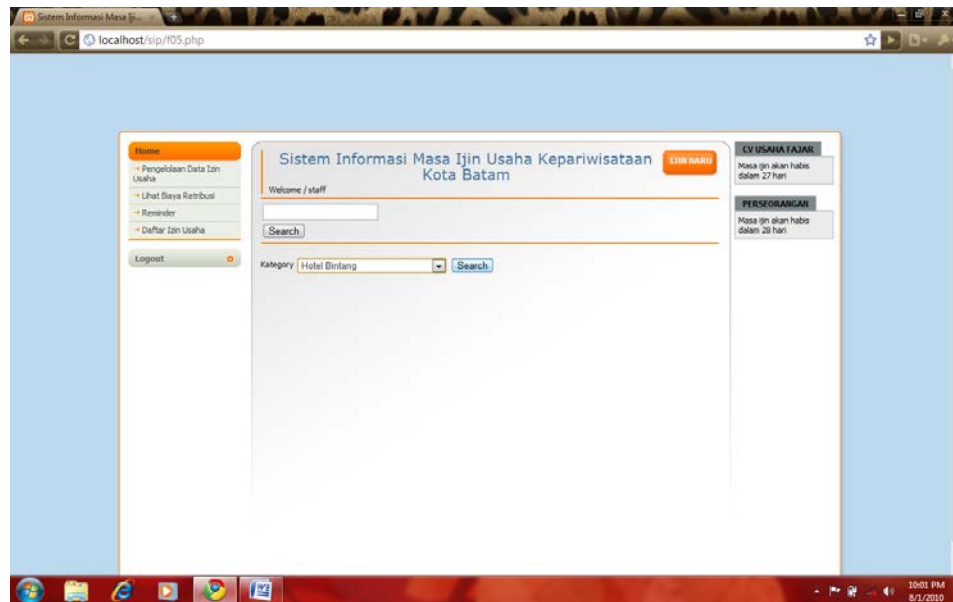 Sistem Informasi Masa Ij...
localhost/sip/f05.php
Home
Pengelolaan Data Izin
Usaha
Lihat Biaya Retribusi
Reminder
Daftar Izin Usaha
Logout
Sistem Informasi Masa Ijin Usaha Kepariwisataan
Kota Batam
IJIN BARU
Welcome / staff
Search
Kategory Hotel Bintang Search
CV USAHA FAJAR
Masa ijin akan habis
dalam 27 hari
PERSEORANGAN
Masa ijin akan habis
dalam 28 hari
10:01 PM
8/1/2010